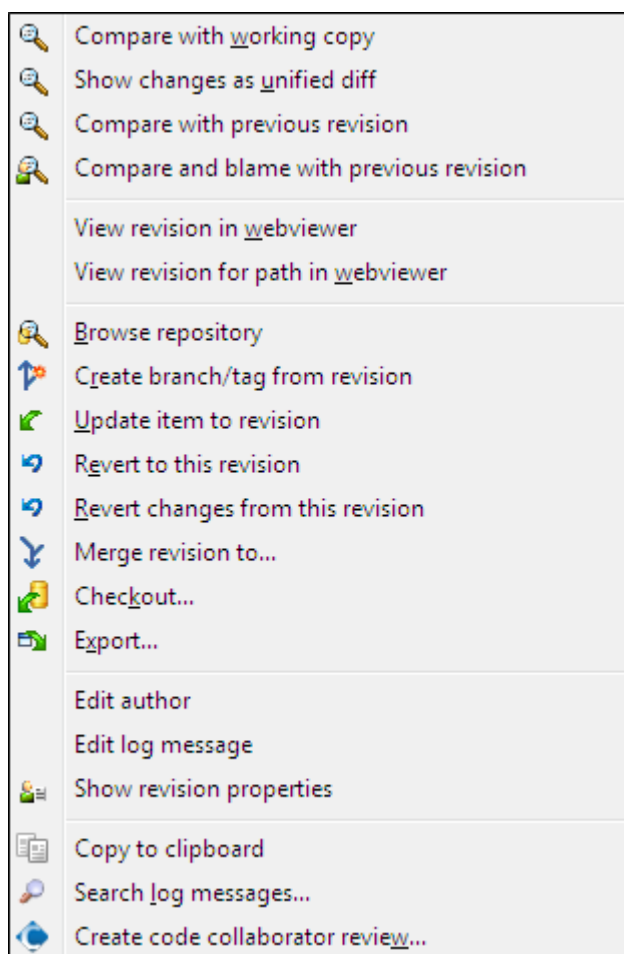 Compare with working copy
Show changes as unified diff
Compare with previous revision
Compare and blame with previous revision
View revision in webviewer
View revision for path in webviewer
Browse repository
Create branch/tag from revision
Update item to revision
Revert to this revision
Revert changes from this revision
Merge revision to...
Checkout...
Export...
Edit author
Edit log message
Show revision properties
Copy to clipboard
Search log messages...
Create code collaborator review...